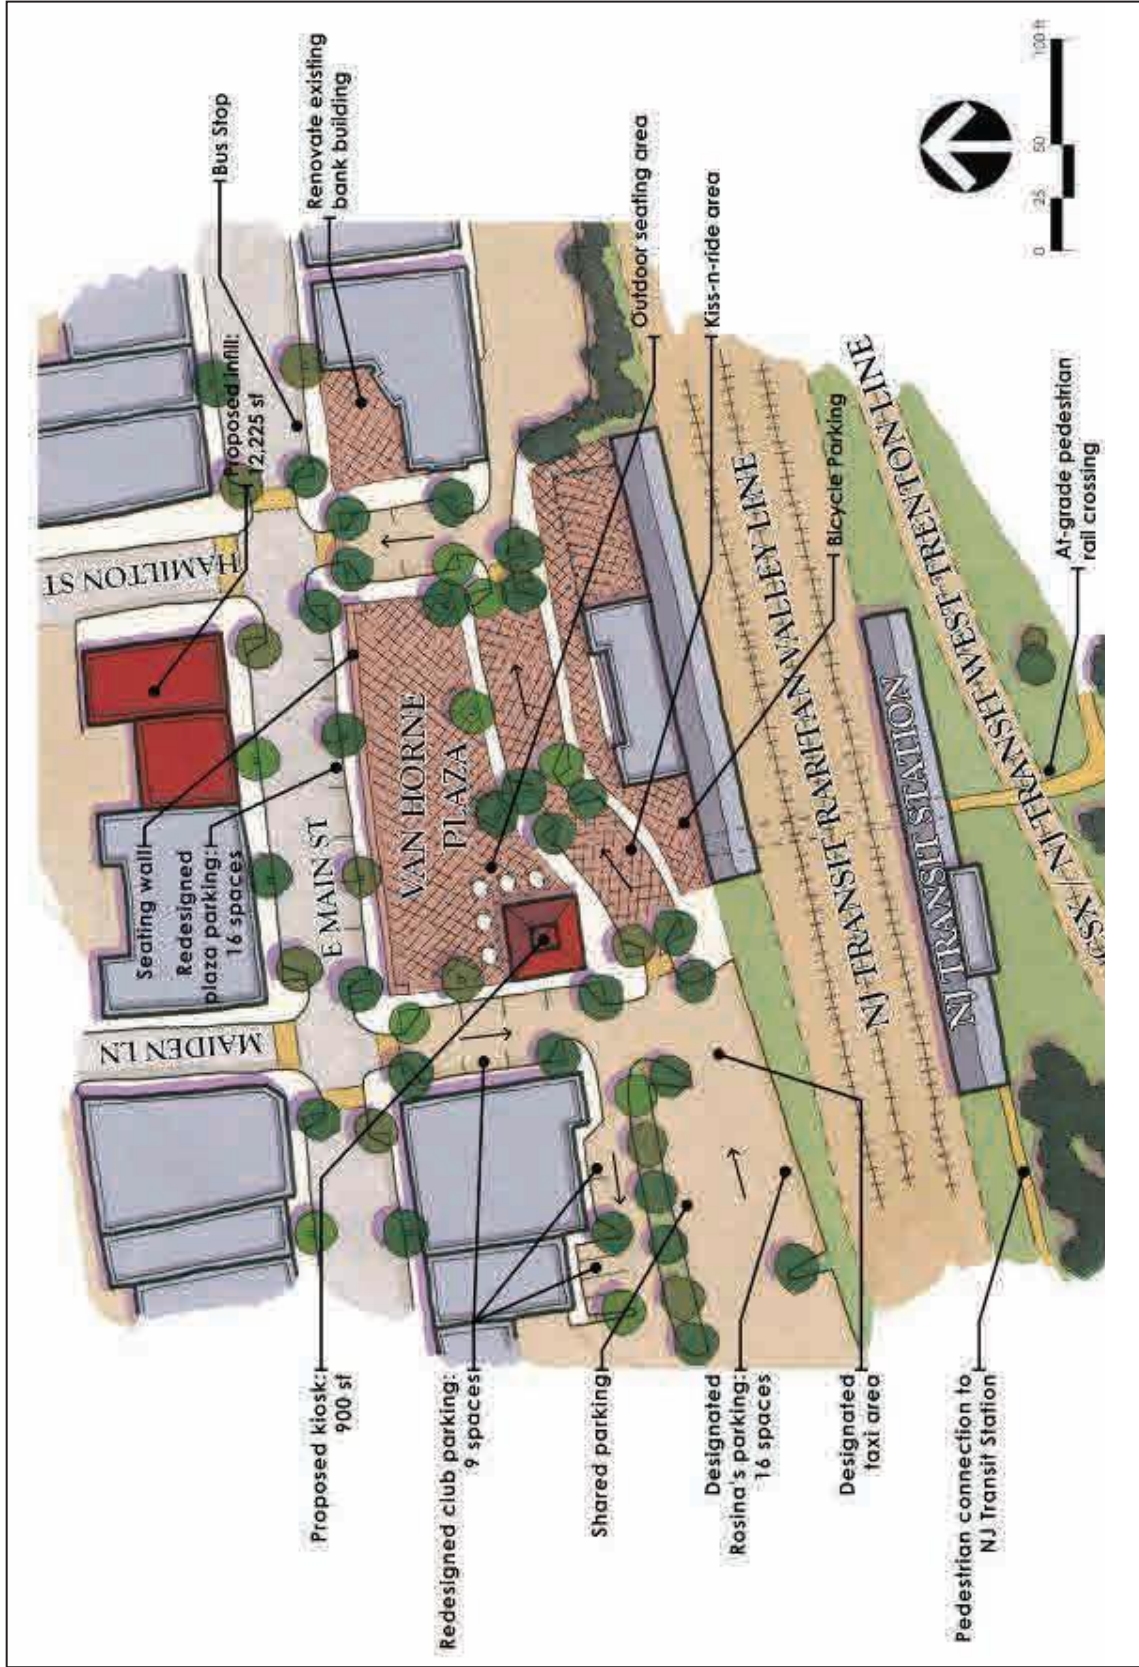 Bus Stop
Renovate existing
bank building
Proposed infill:
12,225 sf
HAMILTON ST
Seating wall
Redesigned
plaza parking:
16 spaces
E MAIN ST
MAIDEN LN
VAN HORNE
PLAZA
Outdoor seating area
Kiss-n-ride area
Bicycle Parking
NJ TRANSIT RARITAN VALLEY LINE
NJ TRANSIT STATION
CSX / NJ TRANSIT WEST TRENTON LINE
At-grade pedestrian
rail crossing
Proposed kiosk:
900 sf
Redesigned club parking:
9 spaces
Shared parking
Designated
Rosina's parking:
16 spaces
Designated
taxi area
Pedestrian connection to
NJ Transit Station
0 25 50 100 ft